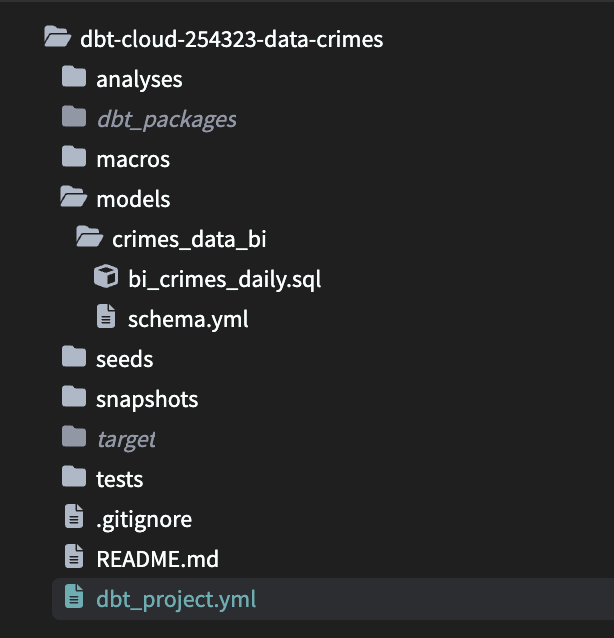 dbt-cloud-254323-data-crimes
analyses
dbt_packages
macros
models
crimes_data_bi
bi_crimes_daily.sql
schema.yml
seeds
snapshots
target
tests
.gitignore
README.md
dbt_project.yml